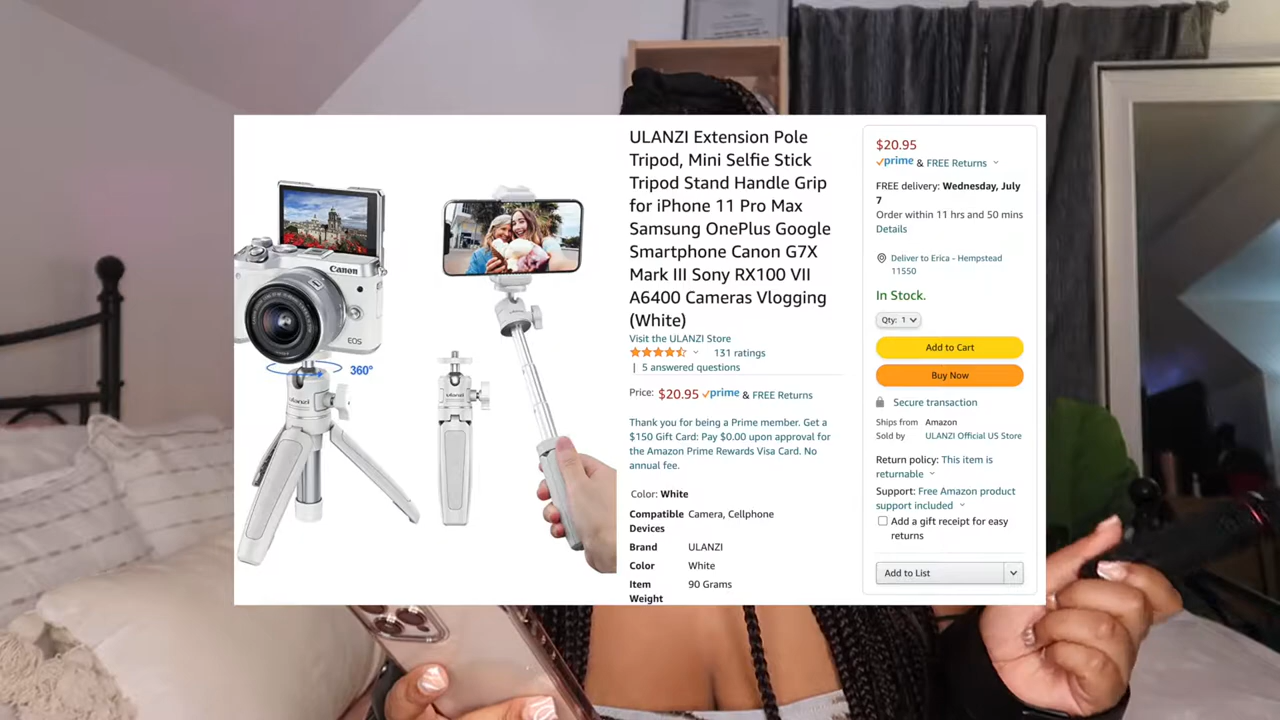 ULANZI Extension Pole
Tripod, Mini Selfie Stick
Tripod Stand Handle Grip
for iPhone 11 Pro Max
Samsung OnePlus Google
Smartphone Canon G7X
Mark III Sony RX100 VII
A6400 Cameras Vlogging
(White)
Visit the ULANZI Store
131 ratings
| 5 answered questions
Price: $20.95 prime & FREE Returns
Thank you for being a Prime member. Get a
$150 Gift Card: Pay $0.00 upon approval for
the Amazon Prime Rewards Visa Card. No
annual fee.
Color: White
Compatible Camera, Cellphone
Devices
Brand ULANZI
Color White
Item 90 Grams
Weight
$20.95
prime & FREE Returns
FREE delivery: Wednesday, July
7
Order within 11 hrs and 50 mins
Details
Deliver to Erica - Hempstead
11550
In Stock.
Qty: 1
Add to Cart
Buy Now
Secure transaction
Ships from Amazon
Sold by ULANZI Official US Store
Return policy: This item is
returnable
Support: Free Amazon product
support included
Add a gift receipt for easy
returns
Add to List
Canon
EOS
360°
ulanzi